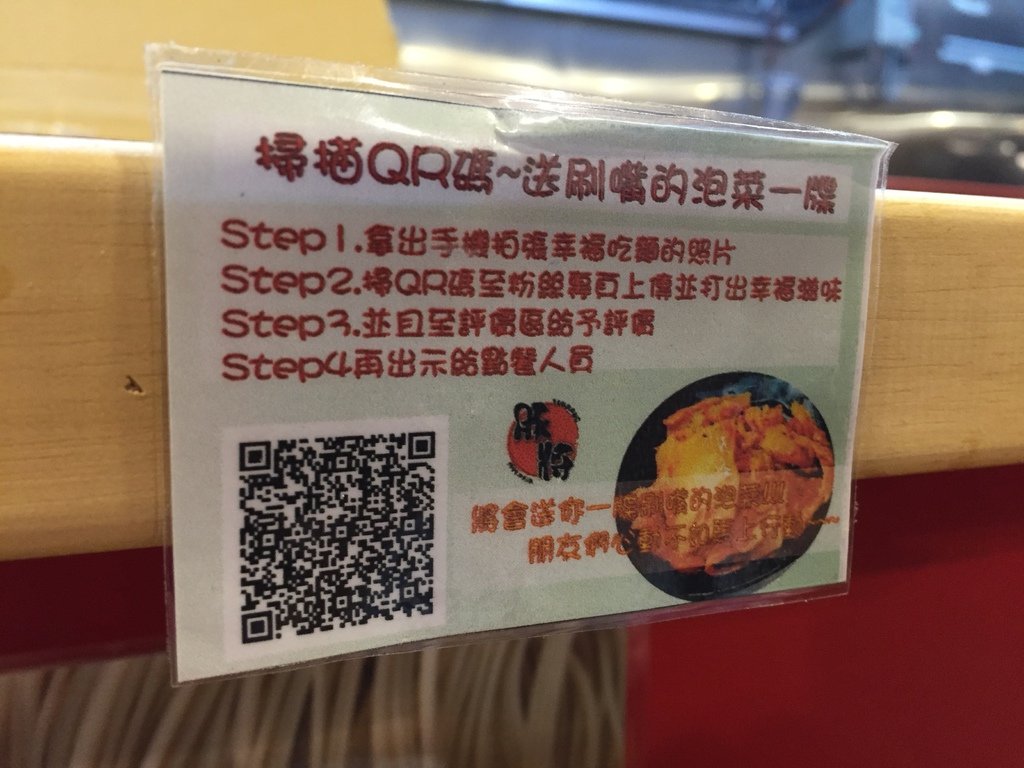 掃描QR碼~送刷嘴的泡菜一碟
Step1.拿出手機拍張幸福吃麵的照片
Step2.掃QR碼至粉絲專頁上傳並打出幸福滋味
Step3.並且至評價區給予評價
Step4再出示給點餐人員
將會送你一碟刷嘴的泡菜!!!
朋友們心動不如馬上行動~~